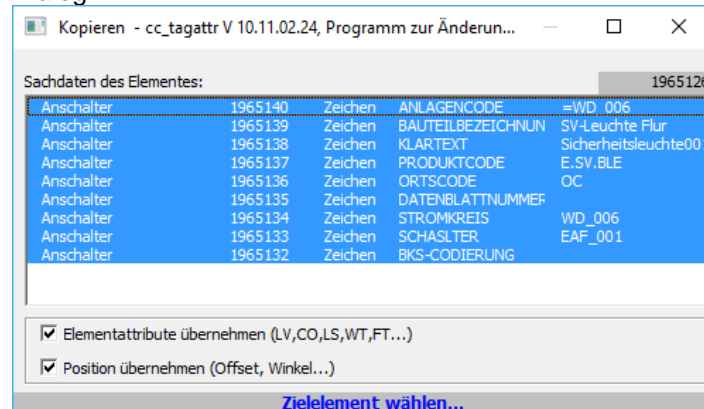 Kopieren - cc_tagattr V 10.11.02.24, Programm zur Änderun...
Sachdaten des Elementes: 1965126
Anschalter 1965140 Zeichen ANLAGENCODE =WD_006
Anschalter 1965139 Zeichen BAUTEILBEZEICHNUN SV-Leuchte Flur
Anschalter 1965138 Zeichen KLARTEXT Sicherheitsleuchte001
Anschalter 1965137 Zeichen PRODUKTCODE E.SV.BLE
Anschalter 1965136 Zeichen ORTSCODE OC
Anschalter 1965135 Zeichen DATENBLATTNUMMER
Anschalter 1965134 Zeichen STROMKREIS WD_006
Anschalter 1965133 Zeichen SCHASLTER EAF_001
Anschalter 1965132 Zeichen BKS-CODIERUNG
Elementattribute übernehmen (LV,CO,LS,WT,FT...)
Position übernehmen (Offset, Winkel...)
Zielelement wählen...